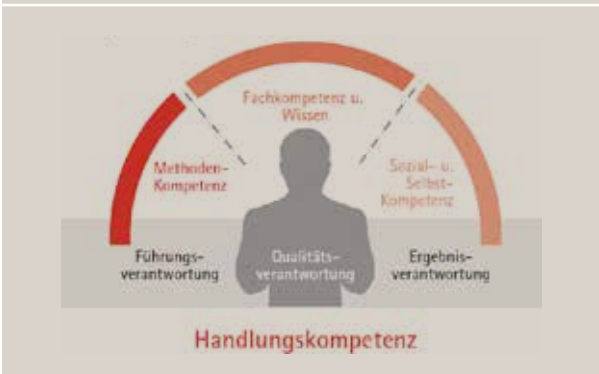 Fachkompetenz u.
Wissen
Methoden-
Kompetenz
Sozial- u.
Selbst-
Kompetenz
Führungs-
verantwortung
Qualitäts-
verantwortung
Ergebnis-
verantwortung
Handlungskompetenz